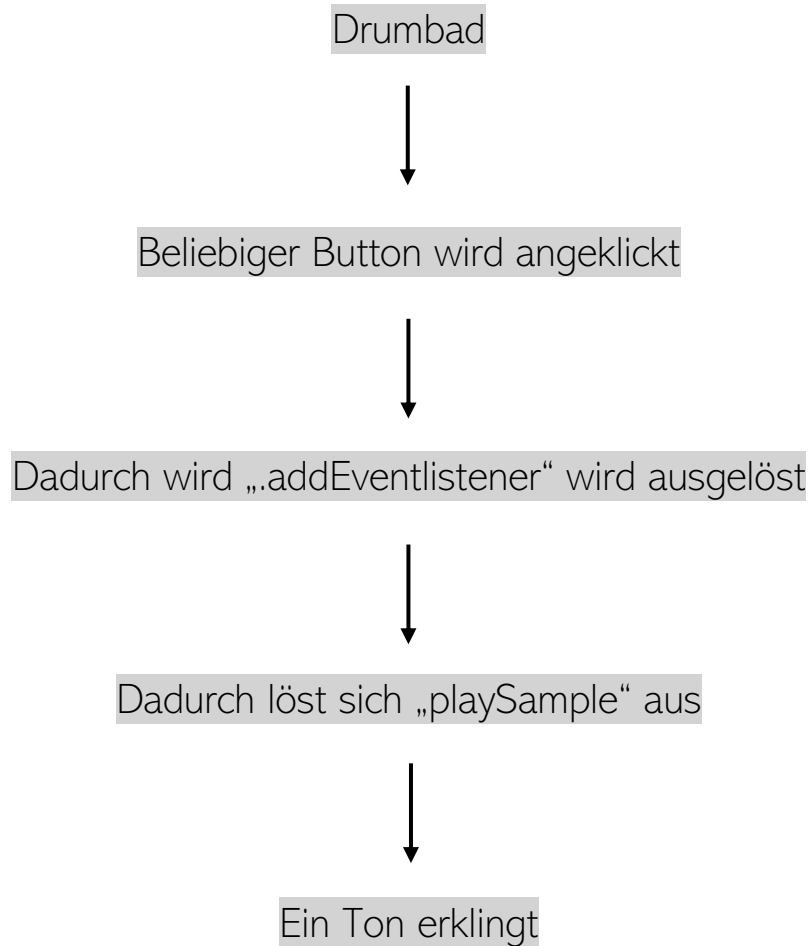 Drumbad
Beliebiger Button wird angeklickt
Dadurch wird „.addEventlistener“ wird ausgelöst
Dadurch löst sich „playSample“ aus
Ein Ton erklingt